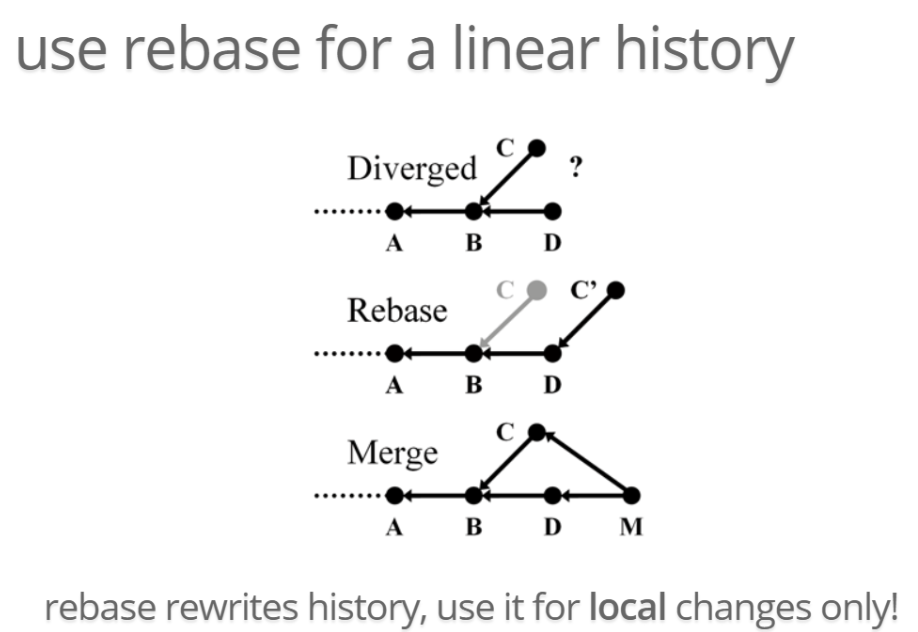 use rebase for a linear history
C
Diverged ?
A B D
C C’
Rebase
A B D
C
Merge
A B D M
rebase rewrites history, use it for local changes only!